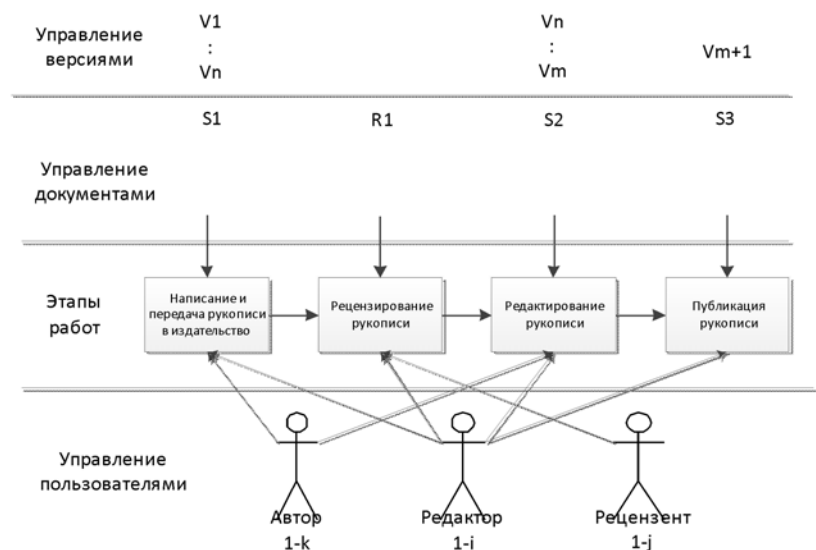 Управление
версиями
V1
:
Vn
Vn
:
Vm
Vm+1
S1
R1
S2
S3
Управление
документами
Этапы
работ
Написание и
передача рукописи
в издательство
Рецензирование
рукописи
Редактирование
рукописи
Публикация
рукописи
Управление
пользователями
Автор
1-k
Редактор
1-i
Рецензент
1-j